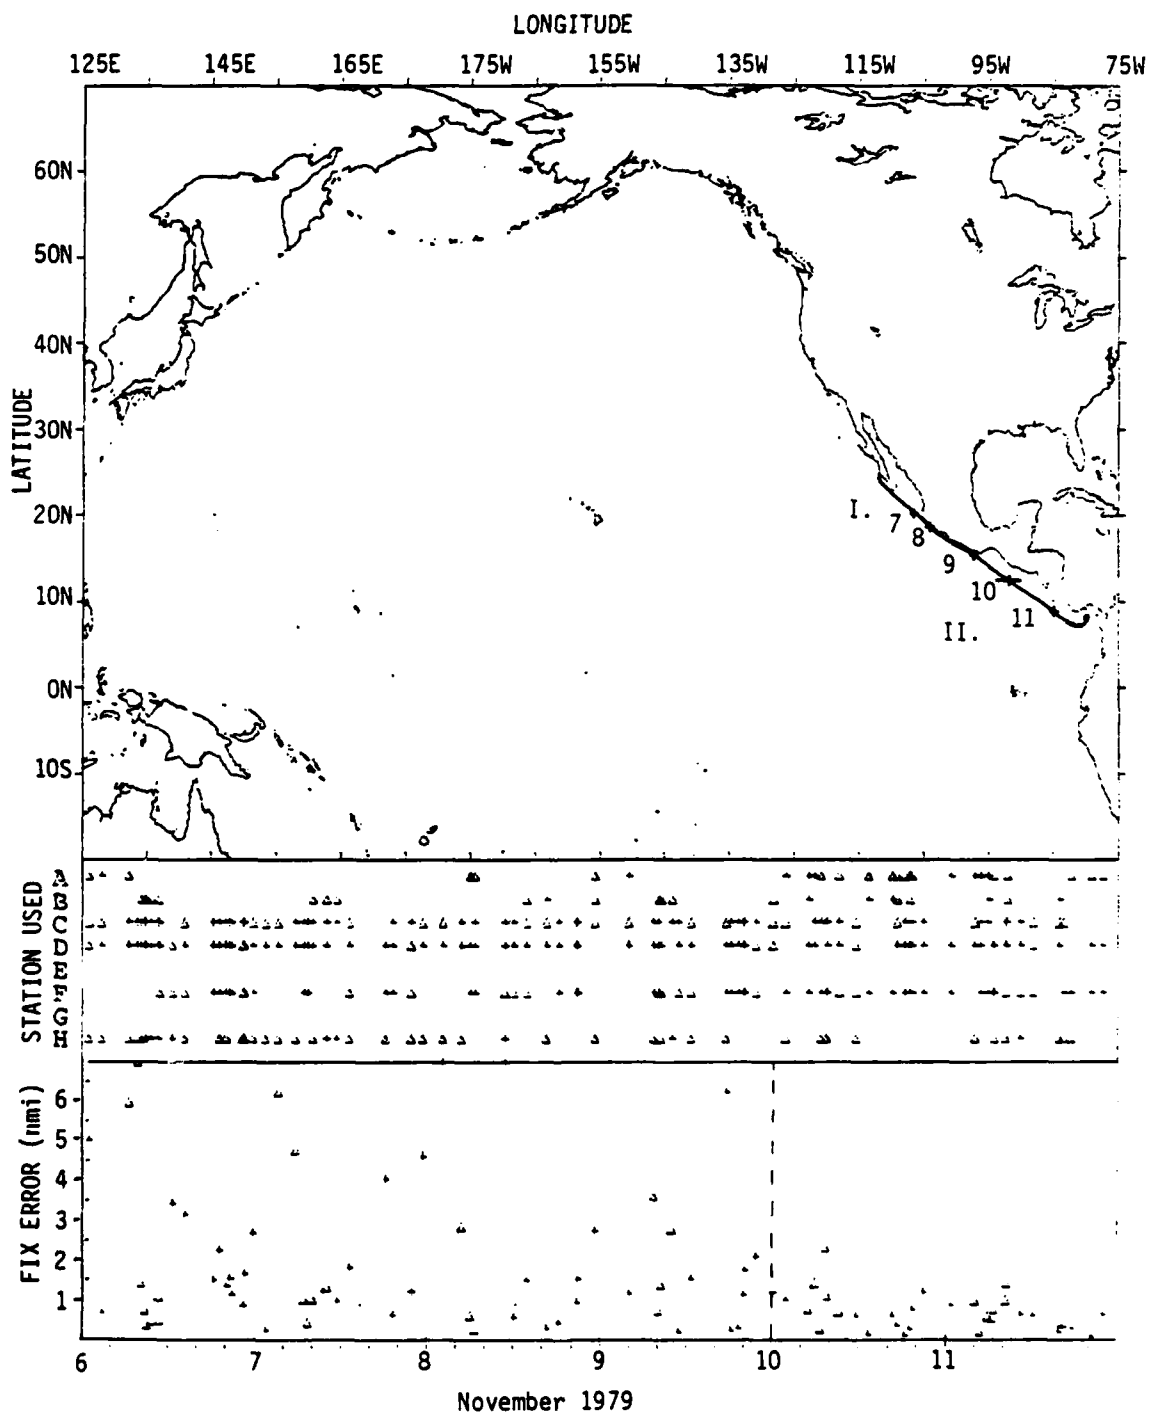 LONGITUDE
125E 145E 165E 175W 155W 135W 115W 95W 75W
LATITUDE
60N
50N
40N
30N
20N
10N
0N
10S
I.
7
8
9
10
11
II.
STATION USED
A
B
C
D
E
F
G
H
FIX ERROR (nmi)
6
5
4
3
2
1
6 7 8 9 10 11
November 1979